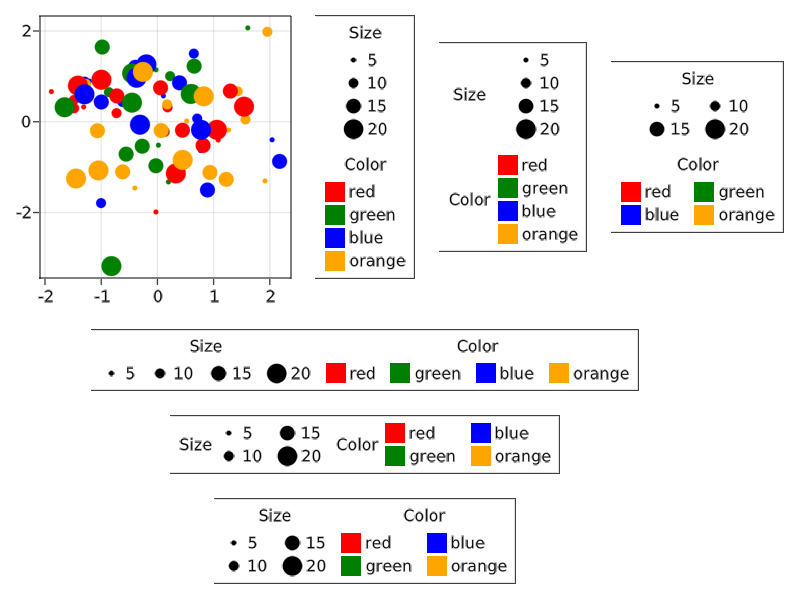 2
0
-2
-2 -1 0 1 2
Size
5
10
15
20
Color
red
green
blue
orange
Size
5
10
15
20
Color
red
green
blue
orange
Size
5 10
15 20
Color
red green
blue orange
Size Color
5 10 15 20 red green blue orange
Size 5 15 Color red blue
10 20 green orange
Size Color
5 15 red blue
10 20 green orange